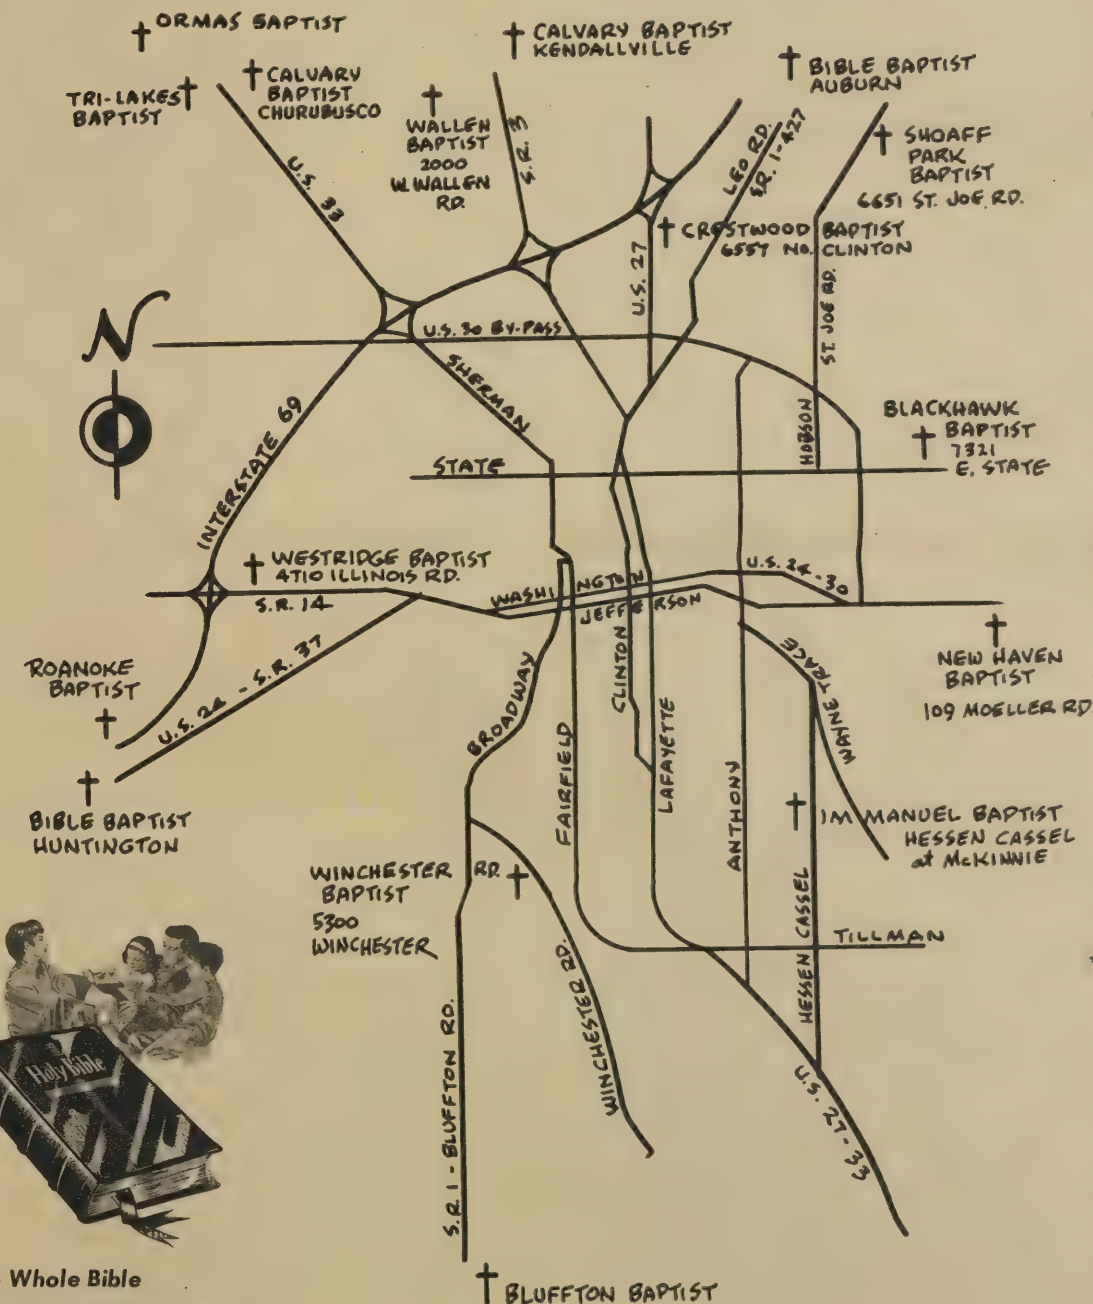 ORMAS BAPTIST
CALVARY BAPTIST
KENDALLVILLE
TRI-LAKES
BAPTIST
CALVARY
BAPTIST
CHURUBUSCO
WALLEN
BAPTIST
2000
W. WALLEN
RD.
BIBLE BAPTIST
AUBURN
SHOAFF
PARK
BAPTIST
6651 ST. JOE RD.
U.S. 33
S.R. 3
LEO RD.
S.R. 1-427
CRESTWOOD BAPTIST
6557 NO. CLINTON
U.S. 27
ST. JOE RD.
N
U.S. 30 BY-PASS
SHERMAN
INTERSTATE 69
HOBSON
BLACKHAWK
BAPTIST
7321
E. STATE
STATE
WESTRIDGE BAPTIST
4710 ILLINOIS RD.
S.R. 14
WASHINGTON
JEFFERSON
U.S. 24-30
ROANOKE
BAPTIST
U.S. 24 - S.R. 37
BROADWAY
CLINTON
LAFAYETTE
WAYNE TRACE
NEW HAVEN
BAPTIST
109 MOELLER RD.
BIBLE BAPTIST
HUNTINGTON
FAIRFIELD
ANTHONY
IMMANUEL BAPTIST
HESSEN CASSEL
at McKINNIE
WINCHESTER RD.
BAPTIST
5300
WINCHESTER
HESSEN CASSEL
TILLMAN
WINCHESTER RD.
S.R. 1 - BLUFFTON RD.
U.S. 27-33
Holy Bible
Whole Bible
BLUFFTON BAPTIST